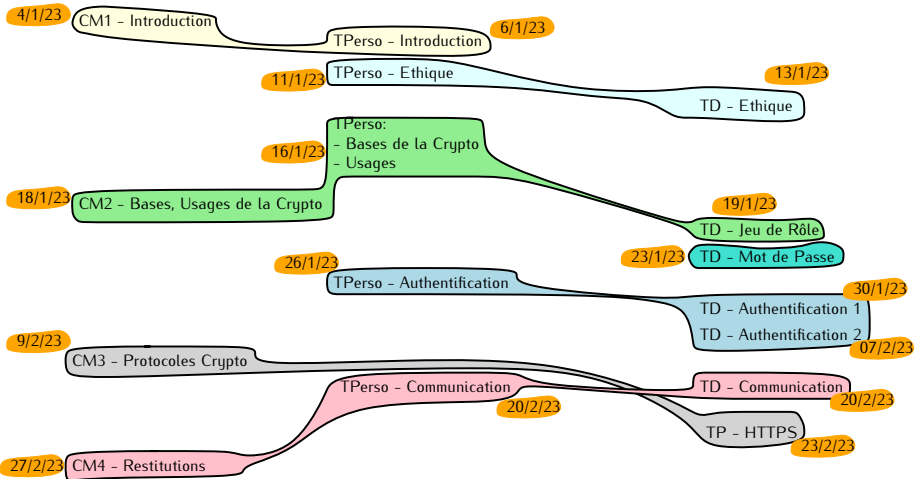 4/1/23
CM1 - Introduction
6/1/23
TPerso - Introduction
11/1/23
TPerso - Ethique
13/1/23
TD - Ethique
16/1/23
TPerso:
- Bases de la Crypto
- Usages
18/1/23
CM2 - Bases, Usages de la Crypto
19/1/23
TD - Jeu de Rôle
23/1/23
TD - Mot de Passe
26/1/23
TPerso - Authentification
30/1/23
TD - Authentification 1
TD - Authentification 2
07/2/23
9/2/23
CM3 - Protocoles Crypto
TPerso - Communication
20/2/23
TD - Communication
20/2/23
TP - HTTPS
23/2/23
27/2/23
CM4 - Restitutions